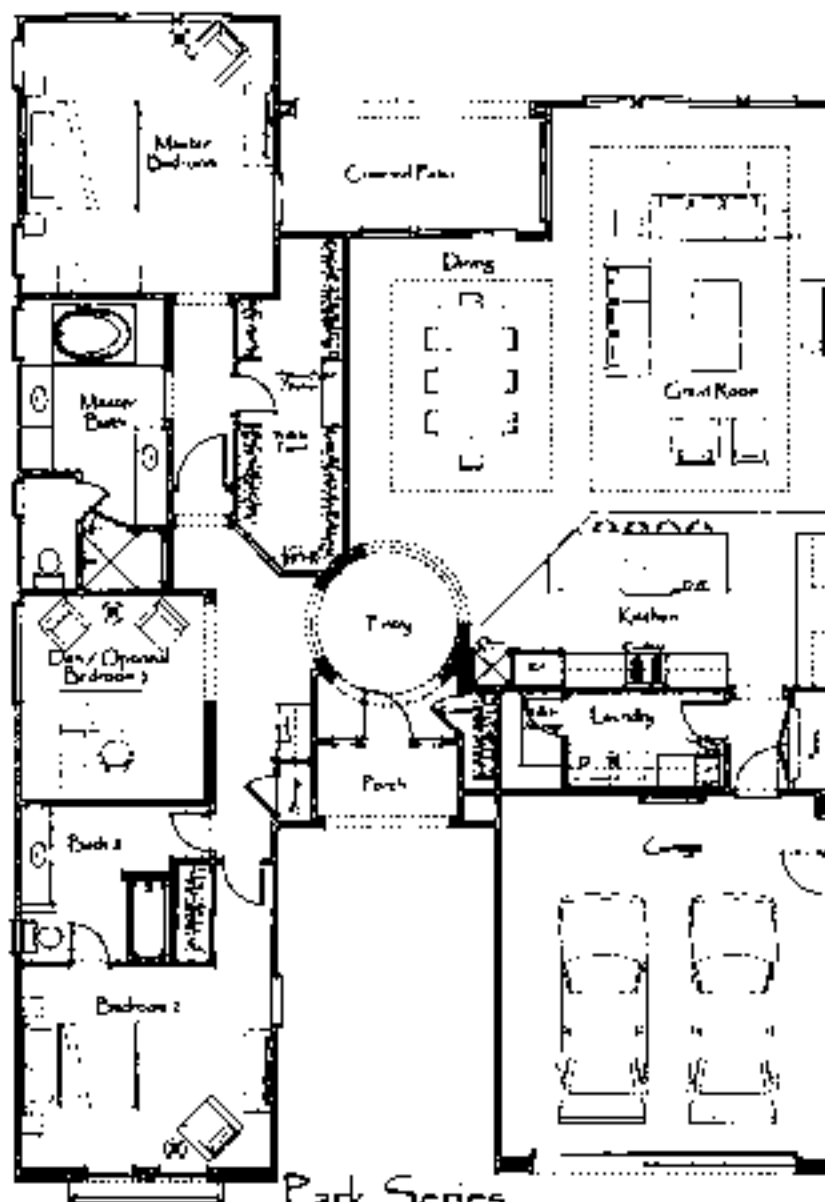 Master
Bedroom
Covered Patio
Dining
Great Room
Master
Bath
Entry
Kitchen
Den / Optional
Bedroom 3
Laundry
Porch
Bath 2
Garage
Bedroom 2
Park Series